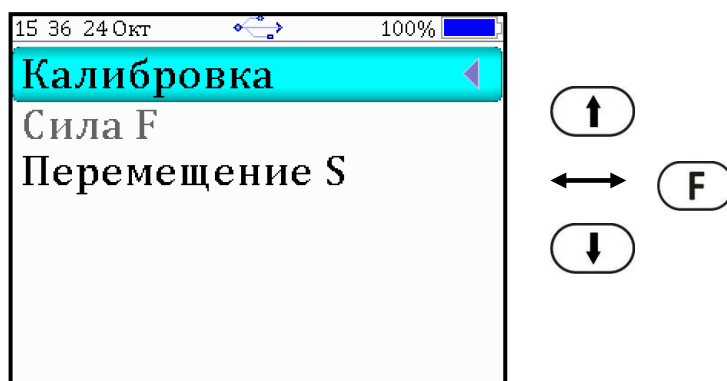 15 36 24 Окт 100%
Калибровка
Сила F
Перемещение S
F